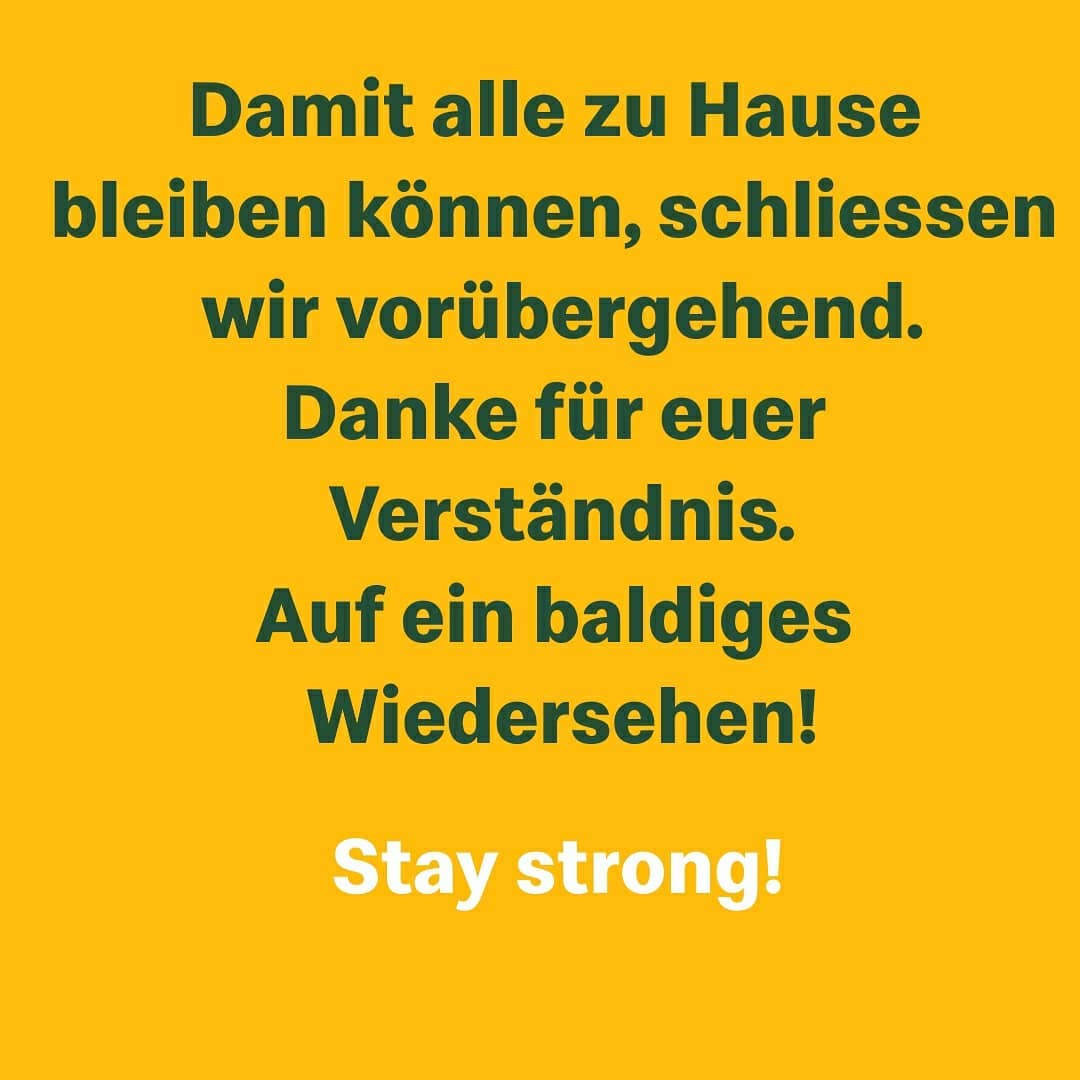 Damit alle zu Hause
bleiben können, schliessen
wir vorübergehend.
Danke für euer
Verständnis.
Auf ein baldiges
Wiedersehen!
Stay strong!